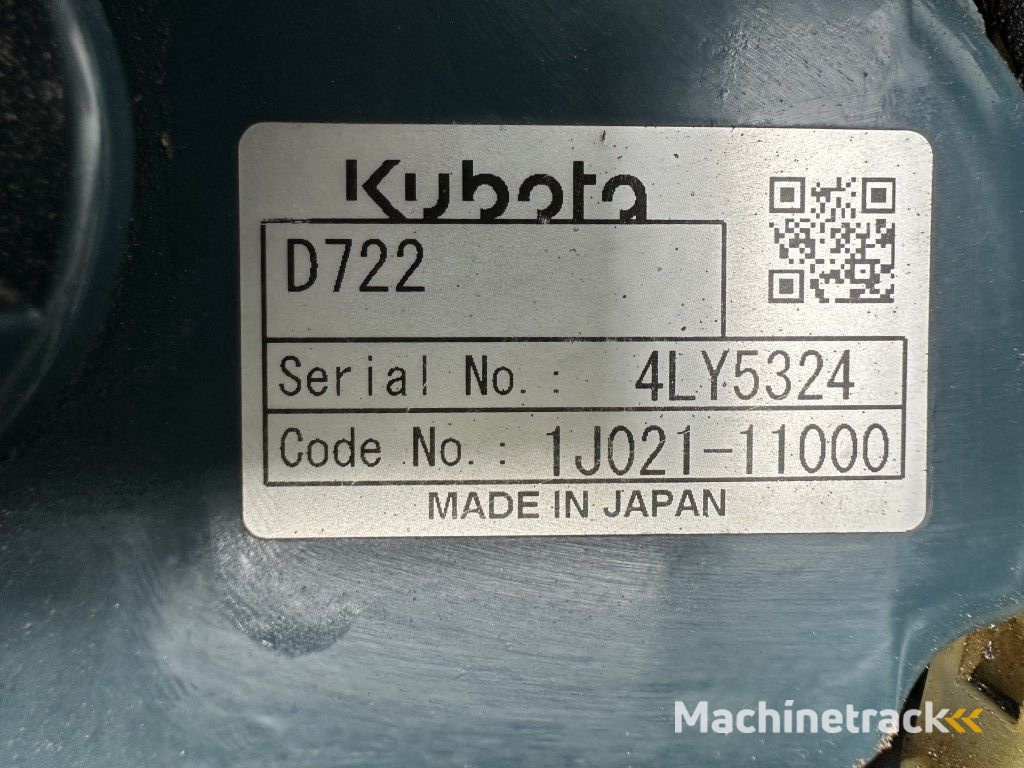 Kubota
D722
Serial No. : 4LY5324
Code No. : 1J021-11000
MADE IN JAPAN
Machinetrack